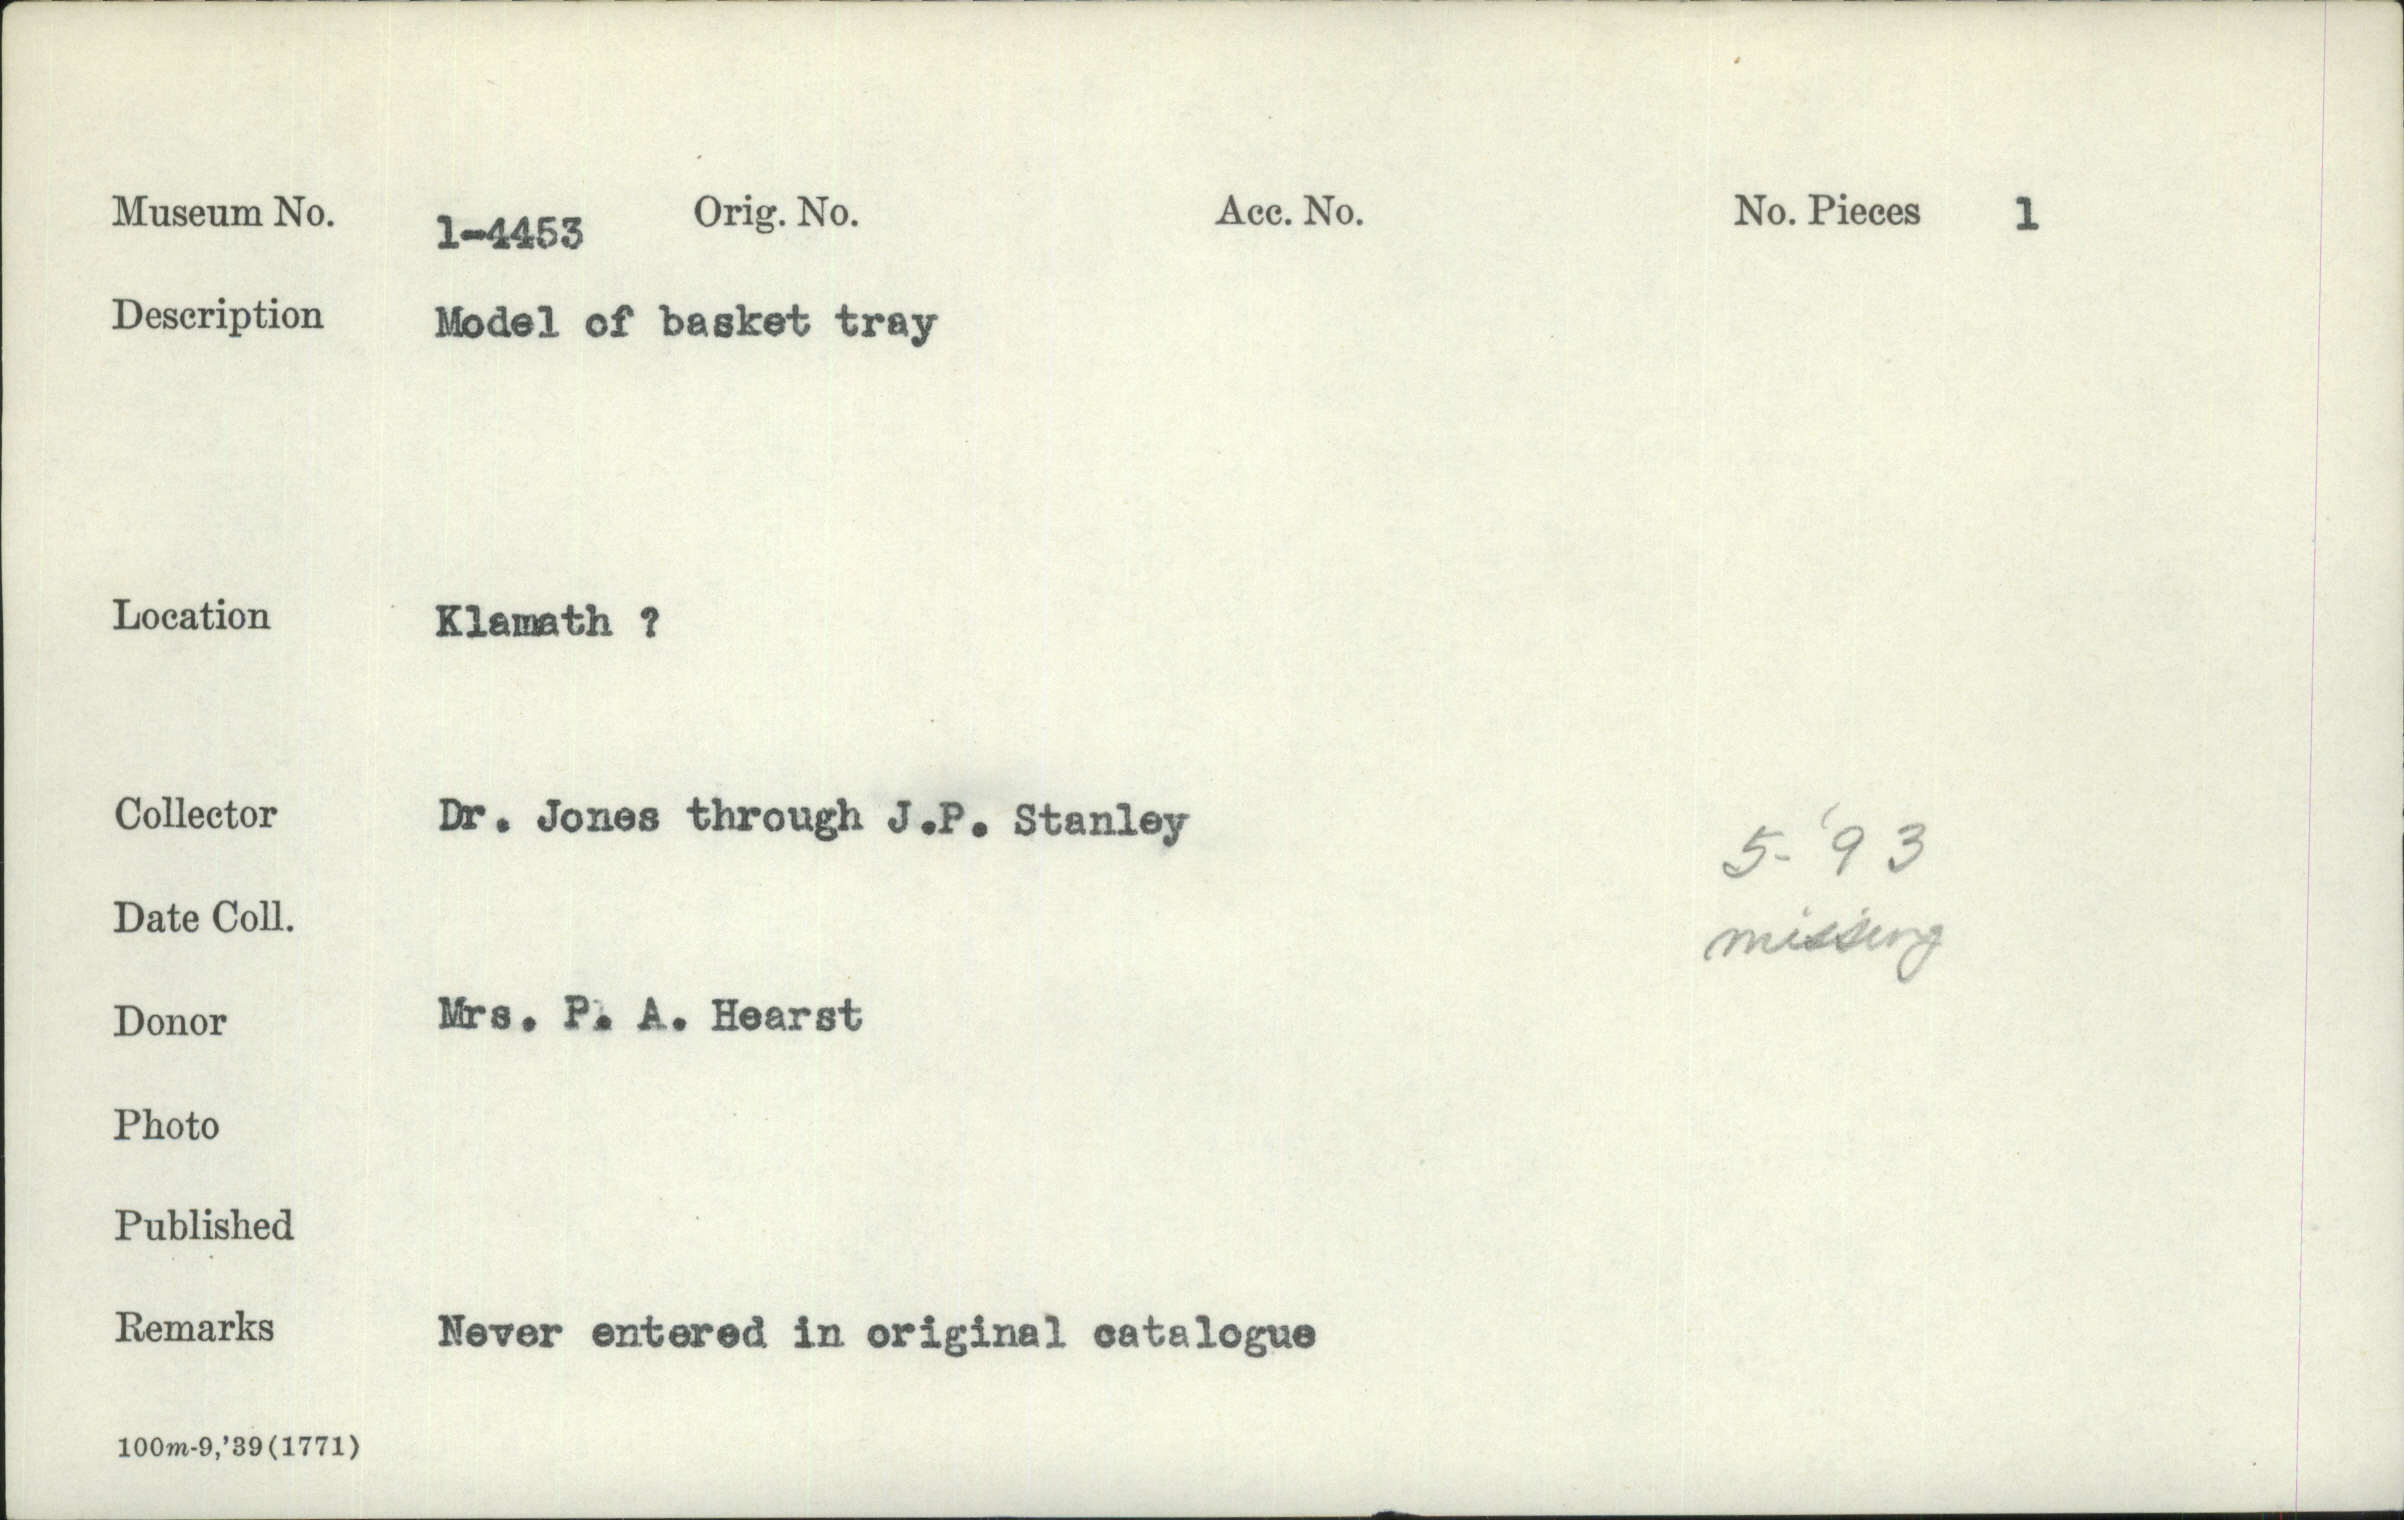 Museum No. 1-4453 Orig. No. Acc. No. No. Pieces 1
Description Model of basket tray
Location Klamath ?
Collector Dr. Jones through J.P. Stanley
5-'93
Date Coll.
missing
Donor Mrs. P. A. Hearst
Photo
Published
Remarks Never entered in original catalogue
100m-9,'39(1771)